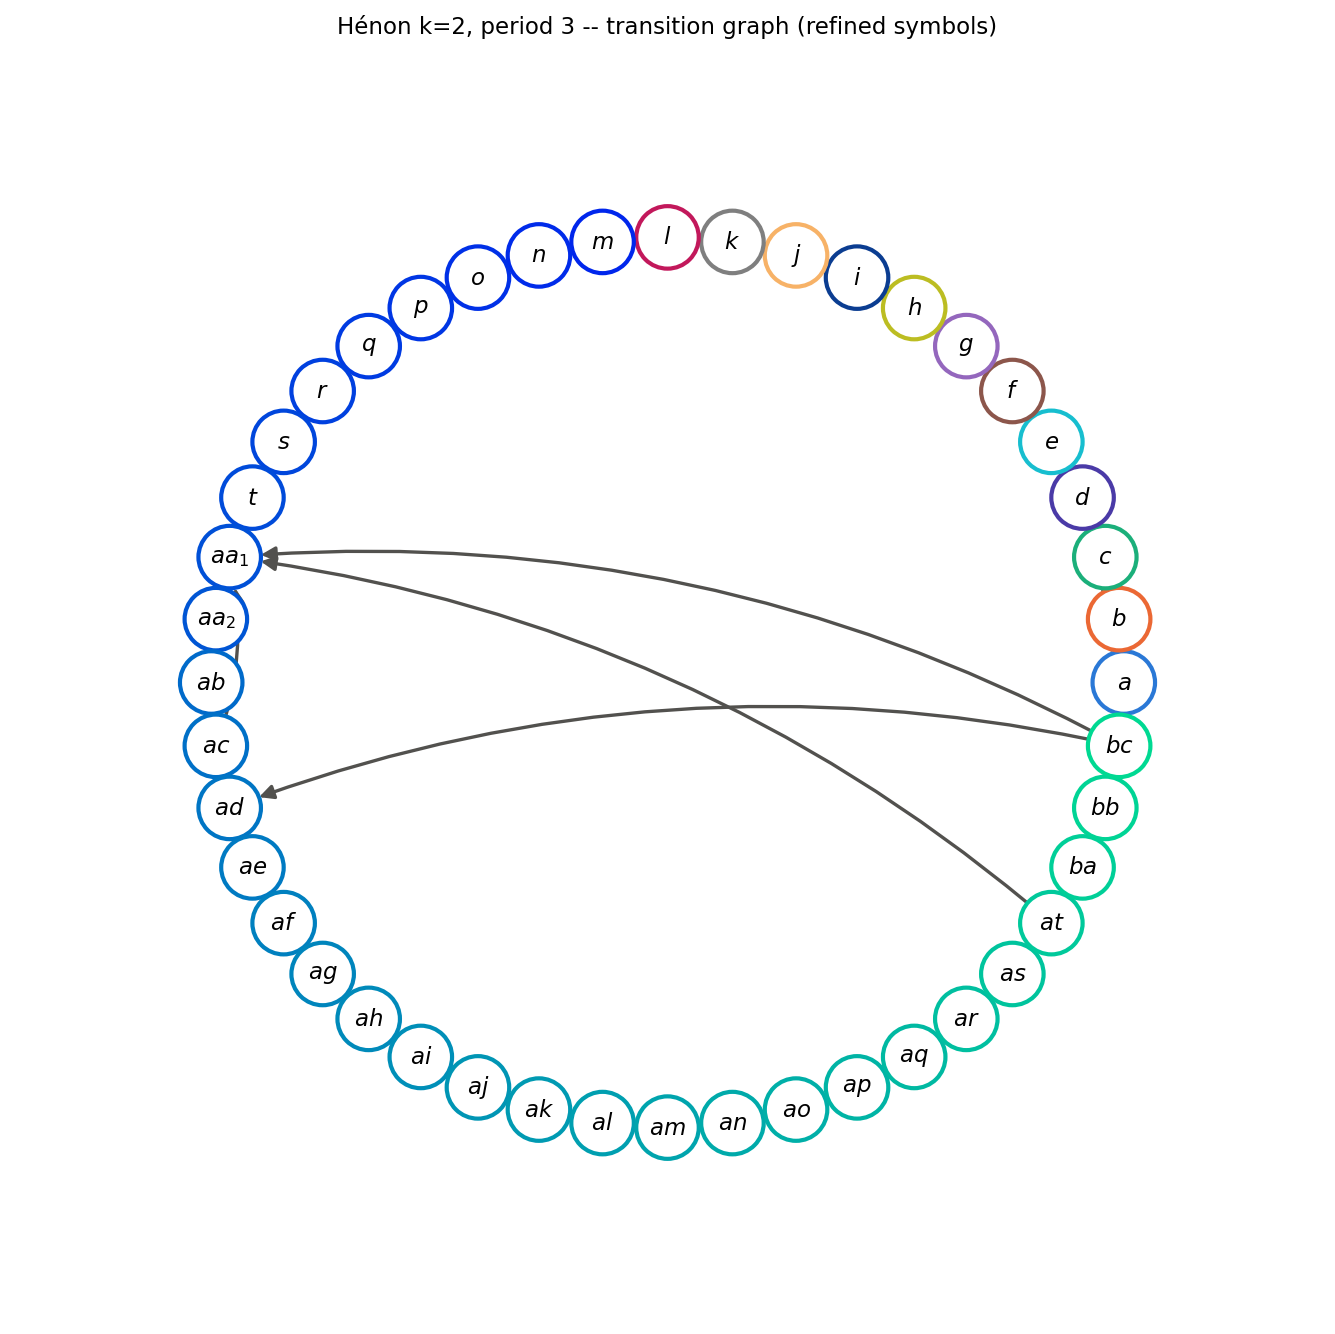 Hénon k=2, period 3 -- transition graph (refined symbols)
l
m
k
n
j
o
i
p
h
q
g
r
f
s
e
t
d
aa₁
c
aa₂
b
ab
a
ac
bc
ad
bb
ae
ba
af
at
ag
as
ah
ar
ai
aq
aj
ap
ak
ao
al
an
am